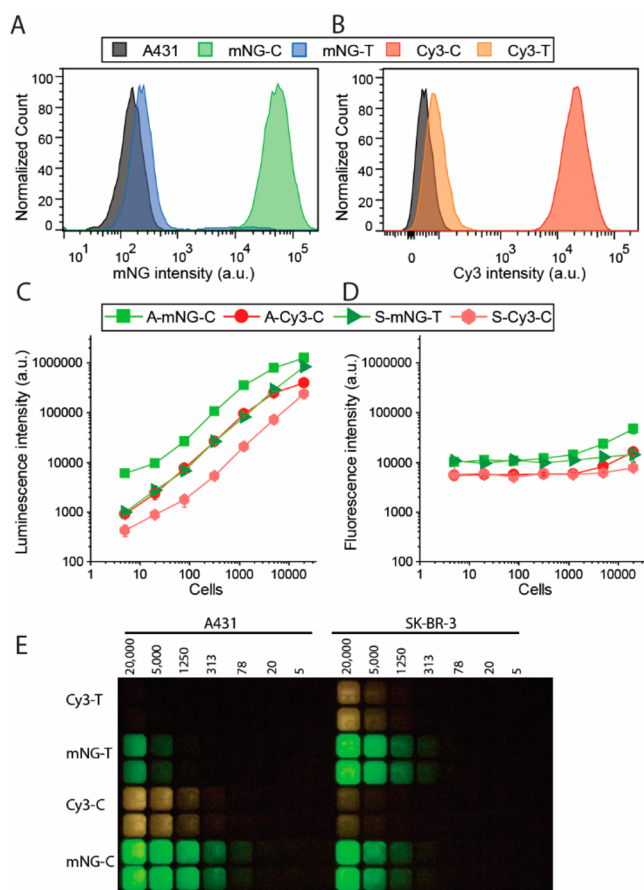 A
B
A431 mNG-C mNG-T Cy3-C Cy3-T
Normalized Count
100
80
60
40
20
0
10^1 10^2 10^3 10^4 10^5
mNG intensity (a.u.)
Normalized Count
100
80
60
40
20
0
0 10^3 10^4 10^5
Cy3 intensity (a.u.)
C
D
A-mNG-C A-Cy3-C S-mNG-T S-Cy3-C
Luminescence intensity (a.u.)
1000000
100000
10000
1000
100
1 10 100 1000 10000
Cells
Fluorescence intensity (a.u.)
1000000
100000
10000
1000
100
1 10 100 1000 10000
Cells
E
A431 SK-BR-3
20,000 5,000 1250 313 78 20 5 20,000 5,000 1250 313 78 20 5
Cy3-T
mNG-T
Cy3-C
mNG-C